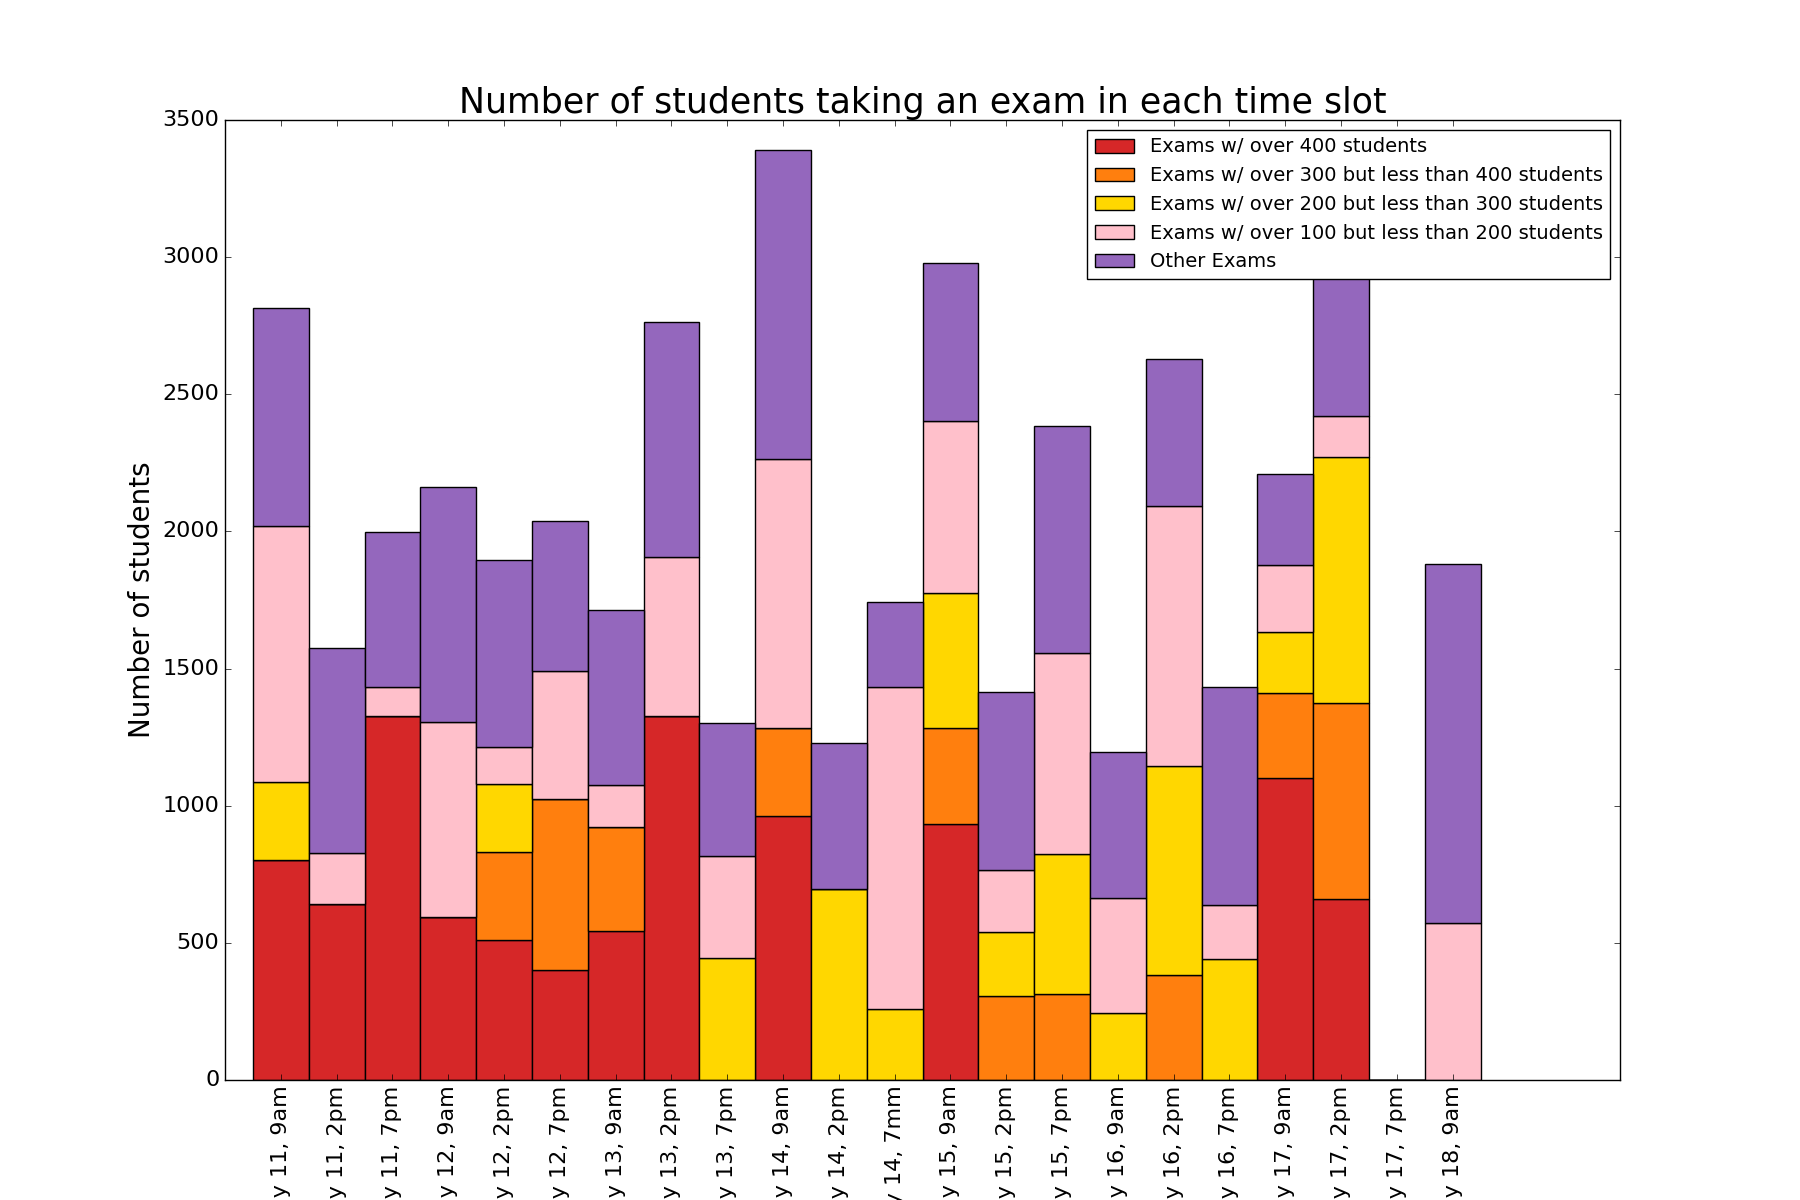 Number of students taking an exam in each time slot
3500
3000
2500
2000
1500
1000
500
0
Number of students
Exams w/ over 400 students
Exams w/ over 300 but less than 400 students
Exams w/ over 200 but less than 300 students
Exams w/ over 100 but less than 200 students
Other Exams
y 11, 9am
y 11, 2pm
y 11, 7pm
y 12, 9am
y 12, 2pm
y 12, 7pm
y 13, 9am
y 13, 2pm
y 13, 7pm
y 14, 9am
y 14, 2pm
y 14, 7mm
y 15, 9am
y 15, 2pm
y 15, 7pm
y 16, 9am
y 16, 2pm
y 16, 7pm
y 17, 9am
y 17, 2pm
y 17, 7pm
y 18, 9am